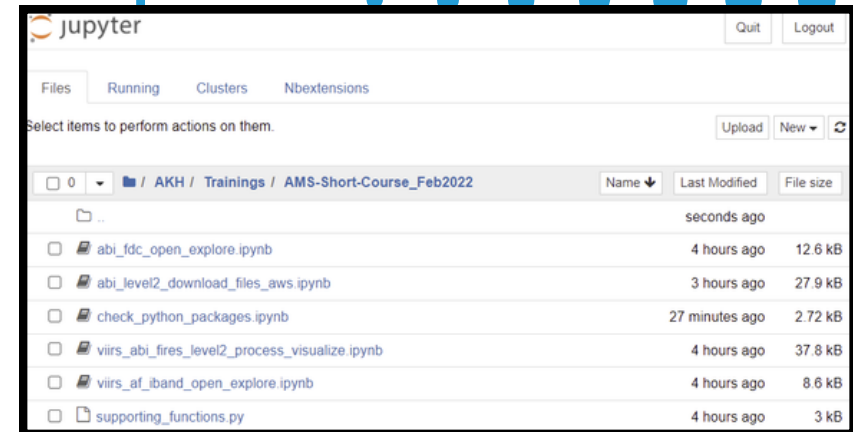 jupyter Quit Logout
Files Running Clusters Nbextensions
Select items to perform actions on them. Upload New
0 / AKH / Trainings / AMS-Short-Course_Feb2022 Name Last Modified File size
.. seconds ago
abi_fdc_open_explore.ipynb 4 hours ago 12.6 kB
abi_level2_download_files_aws.ipynb 3 hours ago 27.9 kB
check_python_packages.ipynb 27 minutes ago 2.72 kB
viirs_abi_fires_level2_process_visualize.ipynb 4 hours ago 37.8 kB
viirs_af_iband_open_explore.ipynb 4 hours ago 8.6 kB
supporting_functions.py 4 hours ago 3 kB